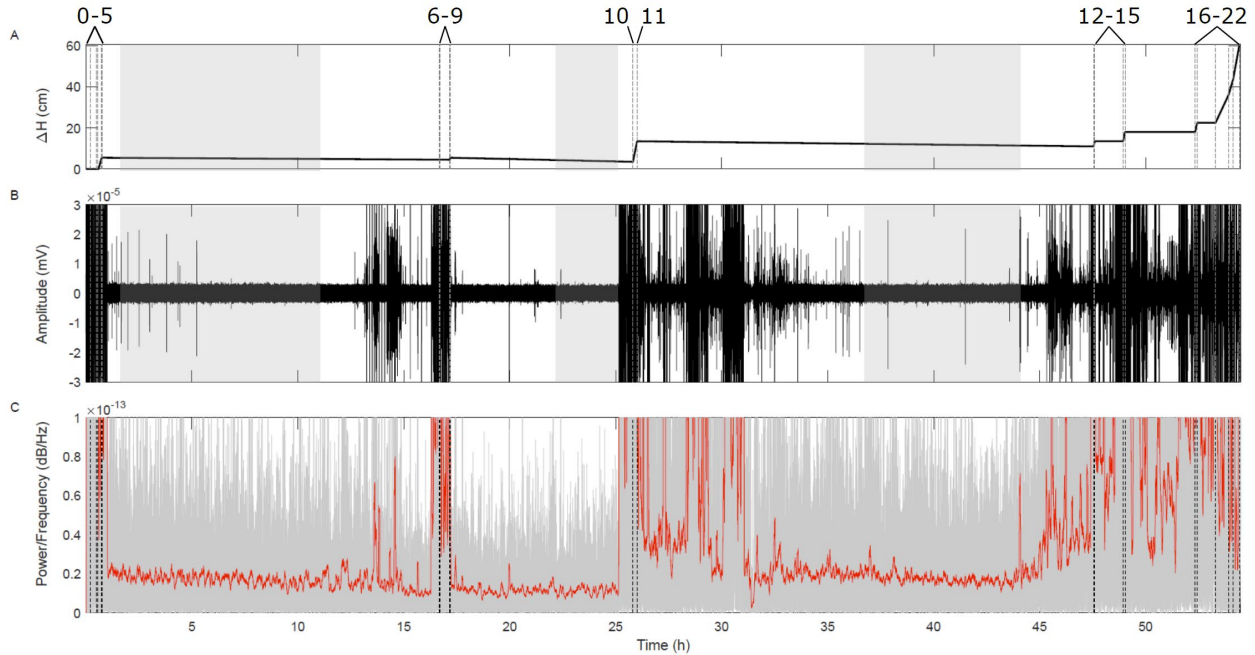 0-5 6-9 10 11 12-15 16-22
A
60
40
20
0
ΔH (cm)
B
×10-5
3
2
1
0
-1
-2
-3
Amplitude (mV)
C
×10-13
1
0.8
0.6
0.4
0.2
0
Power/Frequency (dB/Hz)
5 10 15 20 25 30 35 40 45 50
Time (h)